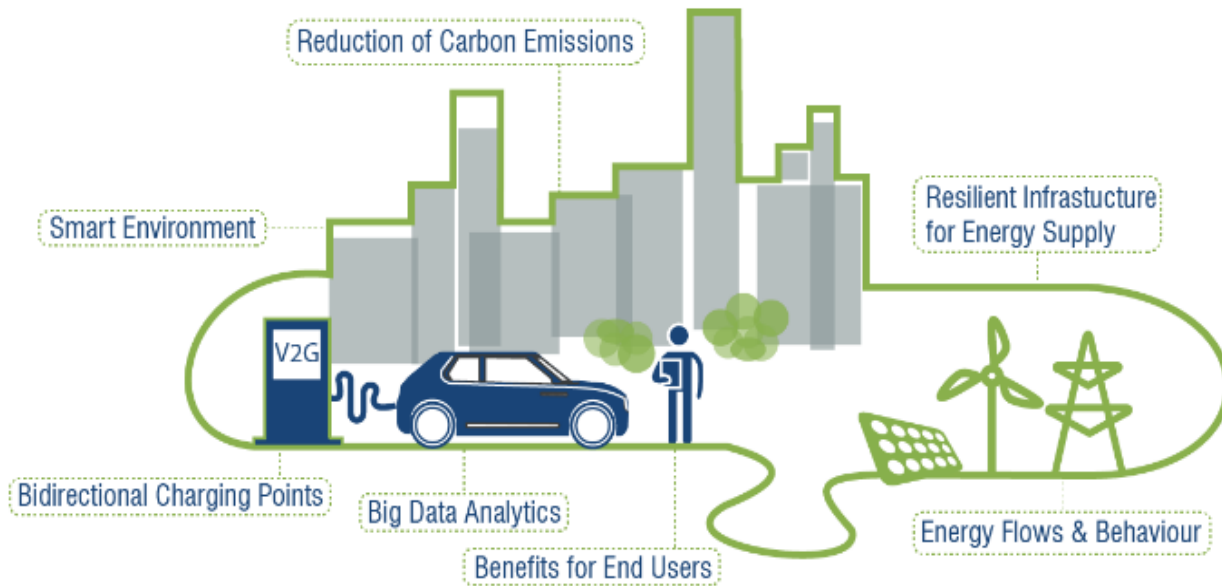 Reduction of Carbon Emissions
Smart Environment
Resilient Infrastucture
for Energy Supply
V2G
Bidirectional Charging Points
Big Data Analytics
Benefits for End Users
Energy Flows & Behaviour